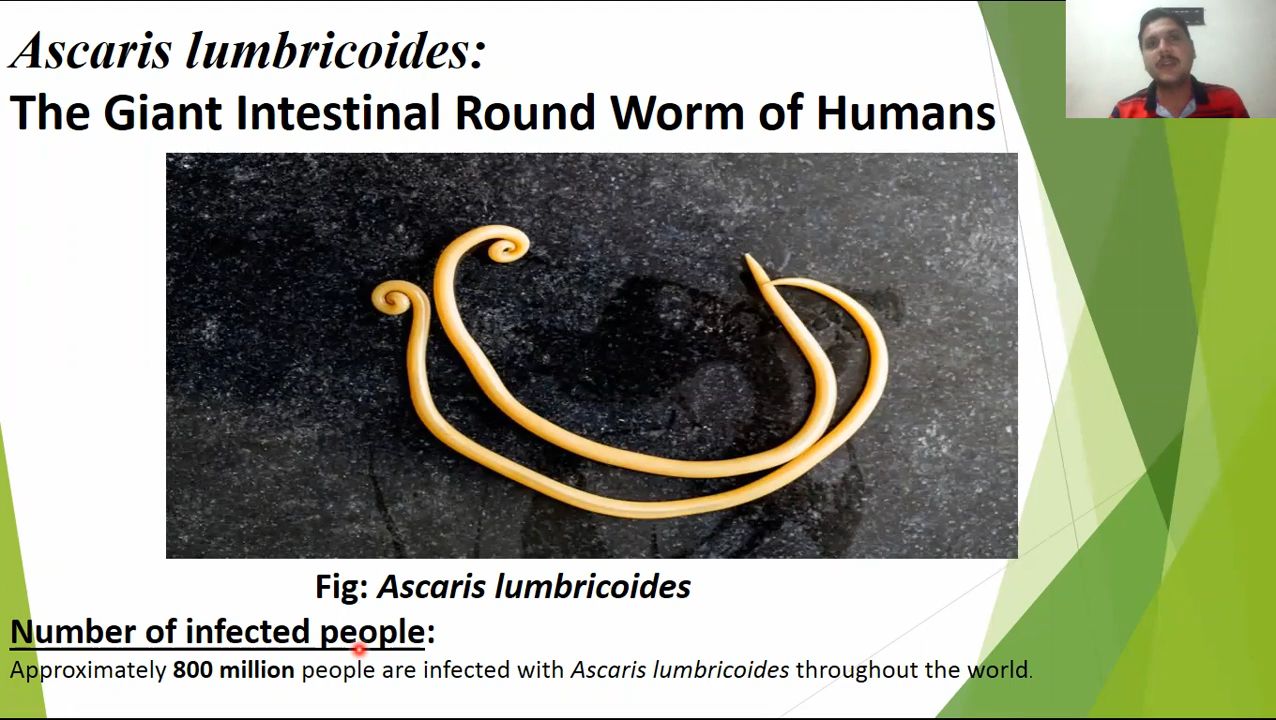 Ascaris lumbricoides:
The Giant Intestinal Round Worm of Humans
Fig: Ascaris lumbricoides
Number of infected people:
Approximately 800 million people are infected with Ascaris lumbricoides throughout the world.